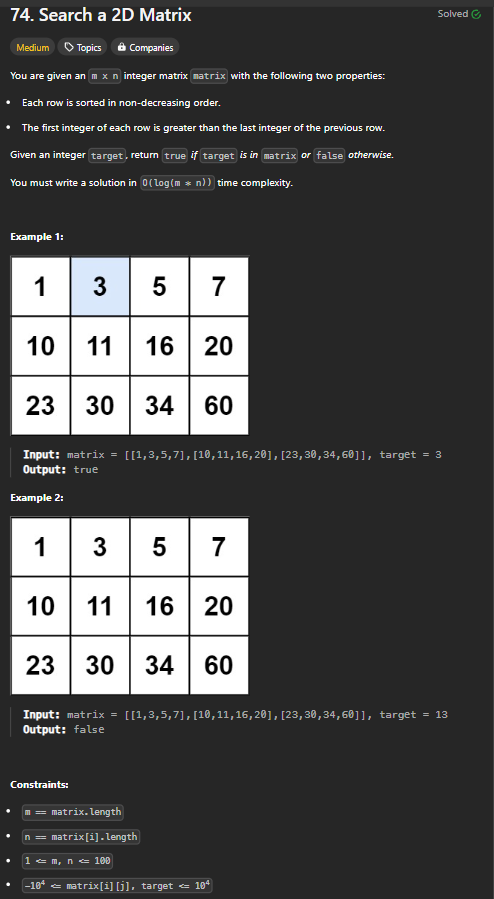 74. Search a 2D Matrix
Solved
Medium Topics Companies
You are given an m x n integer matrix matrix with the following two properties:
• Each row is sorted in non-decreasing order.
• The first integer of each row is greater than the last integer of the previous row.
Given an integer target, return true if target is in matrix or false otherwise.
You must write a solution in O(log(m * n)) time complexity.
Example 1:
1 3 5 7
10 11 16 20
23 30 34 60
Input: matrix = [[1,3,5,7],[10,11,16,20],[23,30,34,60]], target = 3
Output: true
Example 2:
1 3 5 7
10 11 16 20
23 30 34 60
Input: matrix = [[1,3,5,7],[10,11,16,20],[23,30,34,60]], target = 13
Output: false
Constraints:
• m == matrix.length
• n == matrix[i].length
• 1 <= m, n <= 100
• -10⁴ <= matrix[i][j], target <= 10⁴